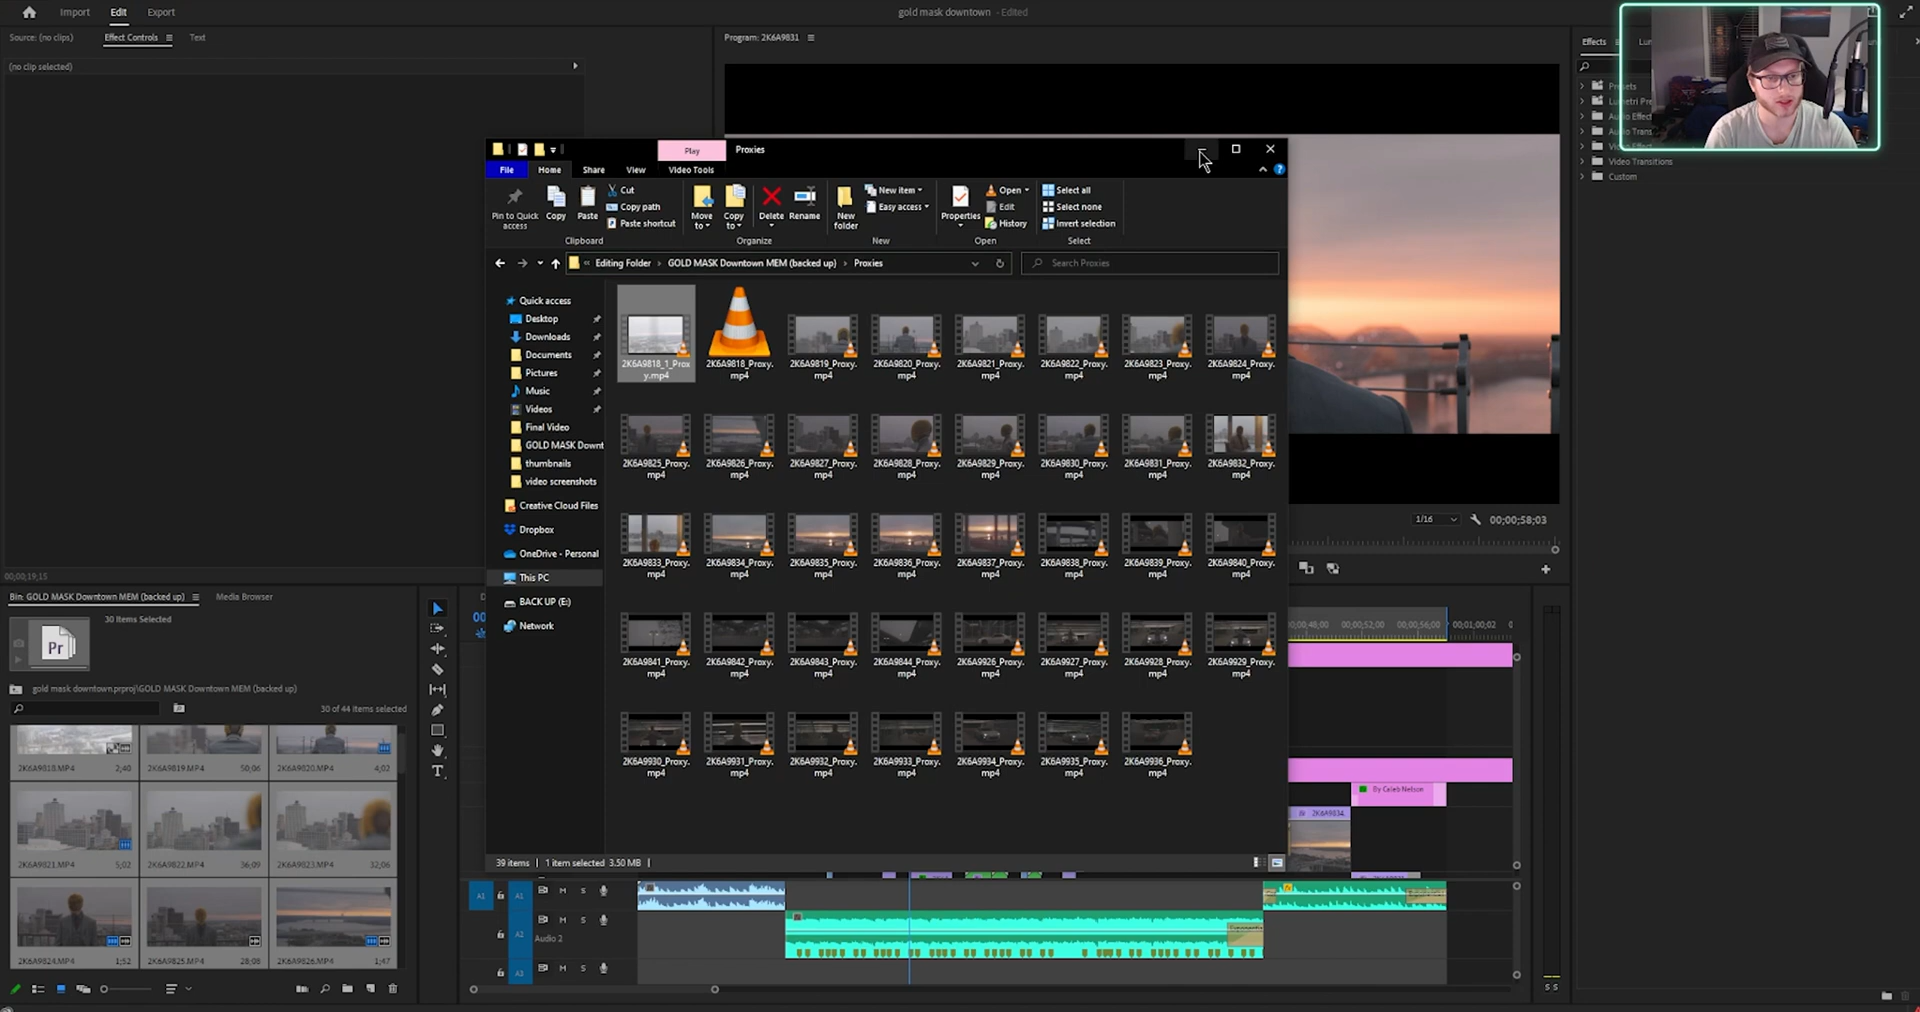 Import Edit Export
gold mask downtown - Edited
Source: (no clips) Effect Controls Text
Program: 2K6A9831
Effects
(no clip selected)
Presets
Lumetri Pre
Audio Effec
Audio Trans
Video Transitions
Custom
Play Proxies
File Home Share View Video Tools
Pin to Quick access
Copy
Paste
Cut
Copy path
Paste shortcut
Move to
Copy to
Delete
Rename
New folder
New item
Easy access
Properties
Open
Edit
History
Select all
Select none
Invert selection
Clipboard Organize New Open Select
Editing Folder > GOLD MASK Downtown MEM (backed up) > Proxies
Search Proxies
Quick access
Desktop
Downloads
Documents
Pictures
Music
Videos
Final Video
GOLD MASK Downt
thumbnails
video screenshots
Creative Cloud Files
Dropbox
OneDrive - Personal
This PC
BACK UP (E:)
Network
2K6A9818_1_Proxy.mp4 2K6A9818_Proxy.mp4 2K6A9819_Proxy.mp4 2K6A9820_Proxy.mp4 2K6A9821_Proxy.mp4 2K6A9822_Proxy.mp4 2K6A9823_Proxy.mp4 2K6A9824_Proxy.mp4
2K6A9825_Proxy.mp4 2K6A9826_Proxy.mp4 2K6A9827_Proxy.mp4 2K6A9828_Proxy.mp4 2K6A9829_Proxy.mp4 2K6A9830_Proxy.mp4 2K6A9831_Proxy.mp4 2K6A9832_Proxy.mp4
2K6A9833_Proxy.mp4 2K6A9834_Proxy.mp4 2K6A9835_Proxy.mp4 2K6A9836_Proxy.mp4 2K6A9837_Proxy.mp4 2K6A9838_Proxy.mp4 2K6A9839_Proxy.mp4 2K6A9840_Proxy.mp4
2K6A9841_Proxy.mp4 2K6A9842_Proxy.mp4 2K6A9843_Proxy.mp4 2K6A9844_Proxy.mp4 2K6A9926_Proxy.mp4 2K6A9927_Proxy.mp4 2K6A9928_Proxy.mp4 2K6A9929_Proxy.mp4
2K6A9930_Proxy.mp4 2K6A9931_Proxy.mp4 2K6A9932_Proxy.mp4 2K6A9933_Proxy.mp4 2K6A9934_Proxy.mp4 2K6A9935_Proxy.mp4 2K6A9936_Proxy.mp4
39 items 1 item selected 3.50 MB
1/16 00;00;58;03
00;00;19;15
Bin: GOLD MASK Downtown MEM (backed up) Media Browser
30 Items Selected
Pr
gold mask downtown.prproj\GOLD MASK Downtown MEM (backed up)
30 of 44 items selected
2K6A9819.MP4 50;06 2K6A9820.MP4 4;02
2K6A9821.MP4 5;02 2K6A9822.MP4 36;09 2K6A9823.MP4 32;06
2K6A9824.MP4 1;52 2K6A9825.MP4 28;08 2K6A9826.MP4 1;47
00;00;52;00 00;00;56;00 00;01;00;02
By Caleb Nelson
fx 2K6A9834.
A1 A1 M S
A2 M S
Audio 2
A3 M S
S S